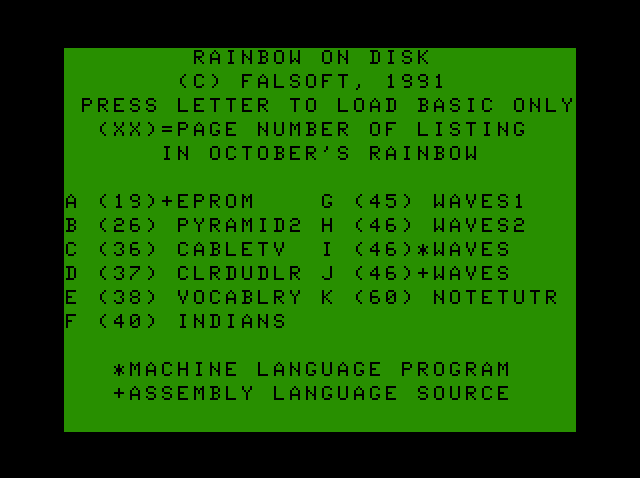 RAINBOW ON DISK
(C) FALSOFT, 1991
PRESS LETTER TO LOAD BASIC ONLY
(XX)=PAGE NUMBER OF LISTING
IN OCTOBER'S RAINBOW
A (19)+EPROM G (45) WAVES1
B (26) PYRAMID2 H (46) WAVES2
C (36) CABLETV I (46)*WAVES
D (37) CLRDUDLR J (46)+WAVES
E (38) VOCABLRY K (60) NOTETUTR
F (40) INDIANS
*MACHINE LANGUAGE PROGRAM
+ASSEMBLY LANGUAGE SOURCE